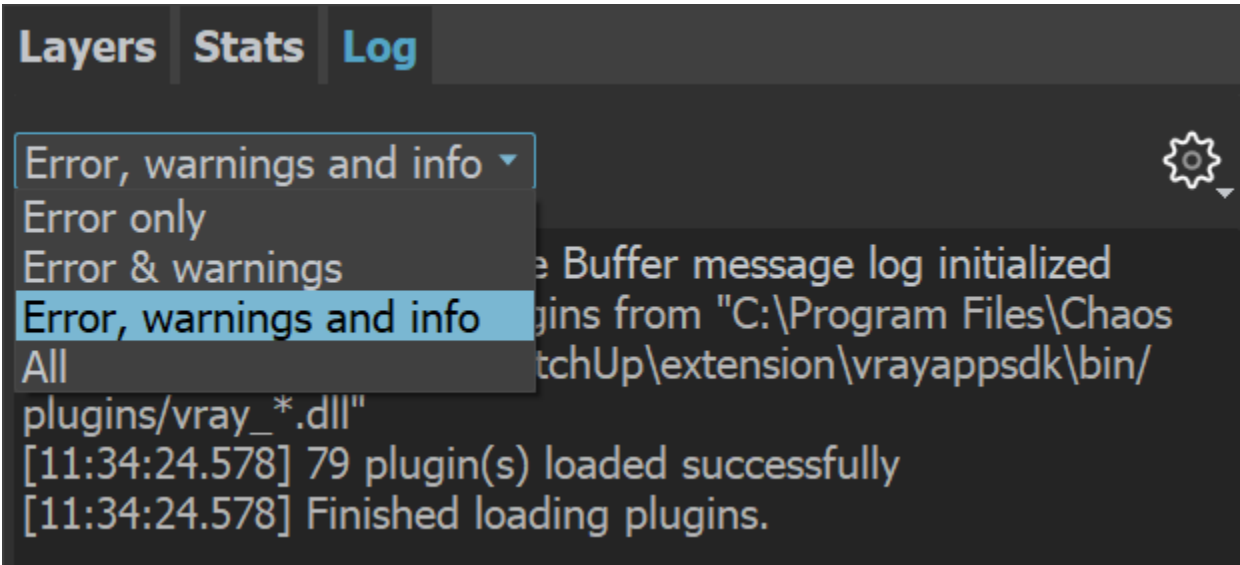 Layers Stats Log
Error, warnings and info
Error only
Error & warnings
Buffer message log initialized
Error, warnings and info
from "C:\Program Files\Chaos
All
\extension\vrayappsdk\bin/
plugins/vray_*.dll"
[11:34:24.578] 79 plugin(s) loaded successfully
[11:34:24.578] Finished loading plugins.